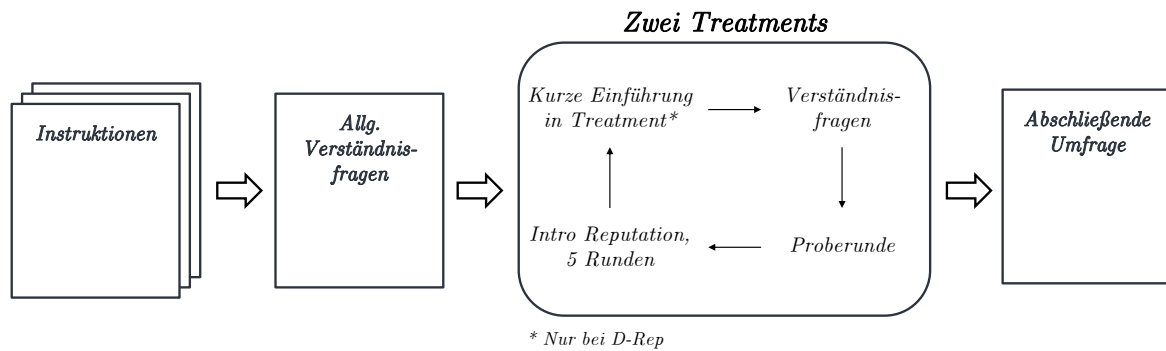 Zwei Treatments
Instruktionen
Allg.
Verständnis-
fragen
Kurze Einführung
in Treatment*
Verständnis-
fragen
Intro Reputation,
5 Runden
Proberunde
Abschließende
Umfrage
* Nur bei D-Rep